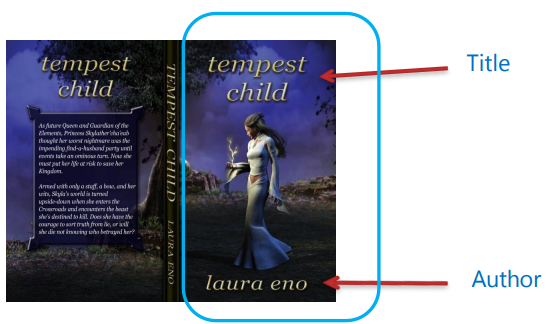 tempest
child
As future Queen and Guardian of the
Elements, Princess Skylather'cha'nab
thought her worst nightmare was the
impending find-a-husband party until
events take an ominous turn. Now she
must put her life at risk to save her
Kingdom.
Armed with only a staff, a bow, and her
wits, Skyla's world is turned
upside-down when she enters the
Crossroads and encounters the beast
she's destined to kill. Does she have the
courage to sort truth from lie, or will
she die not knowing who betrayed her?
TEMPEST CHILD LAURA ENO
tempest
child
laura eno
Title
Author